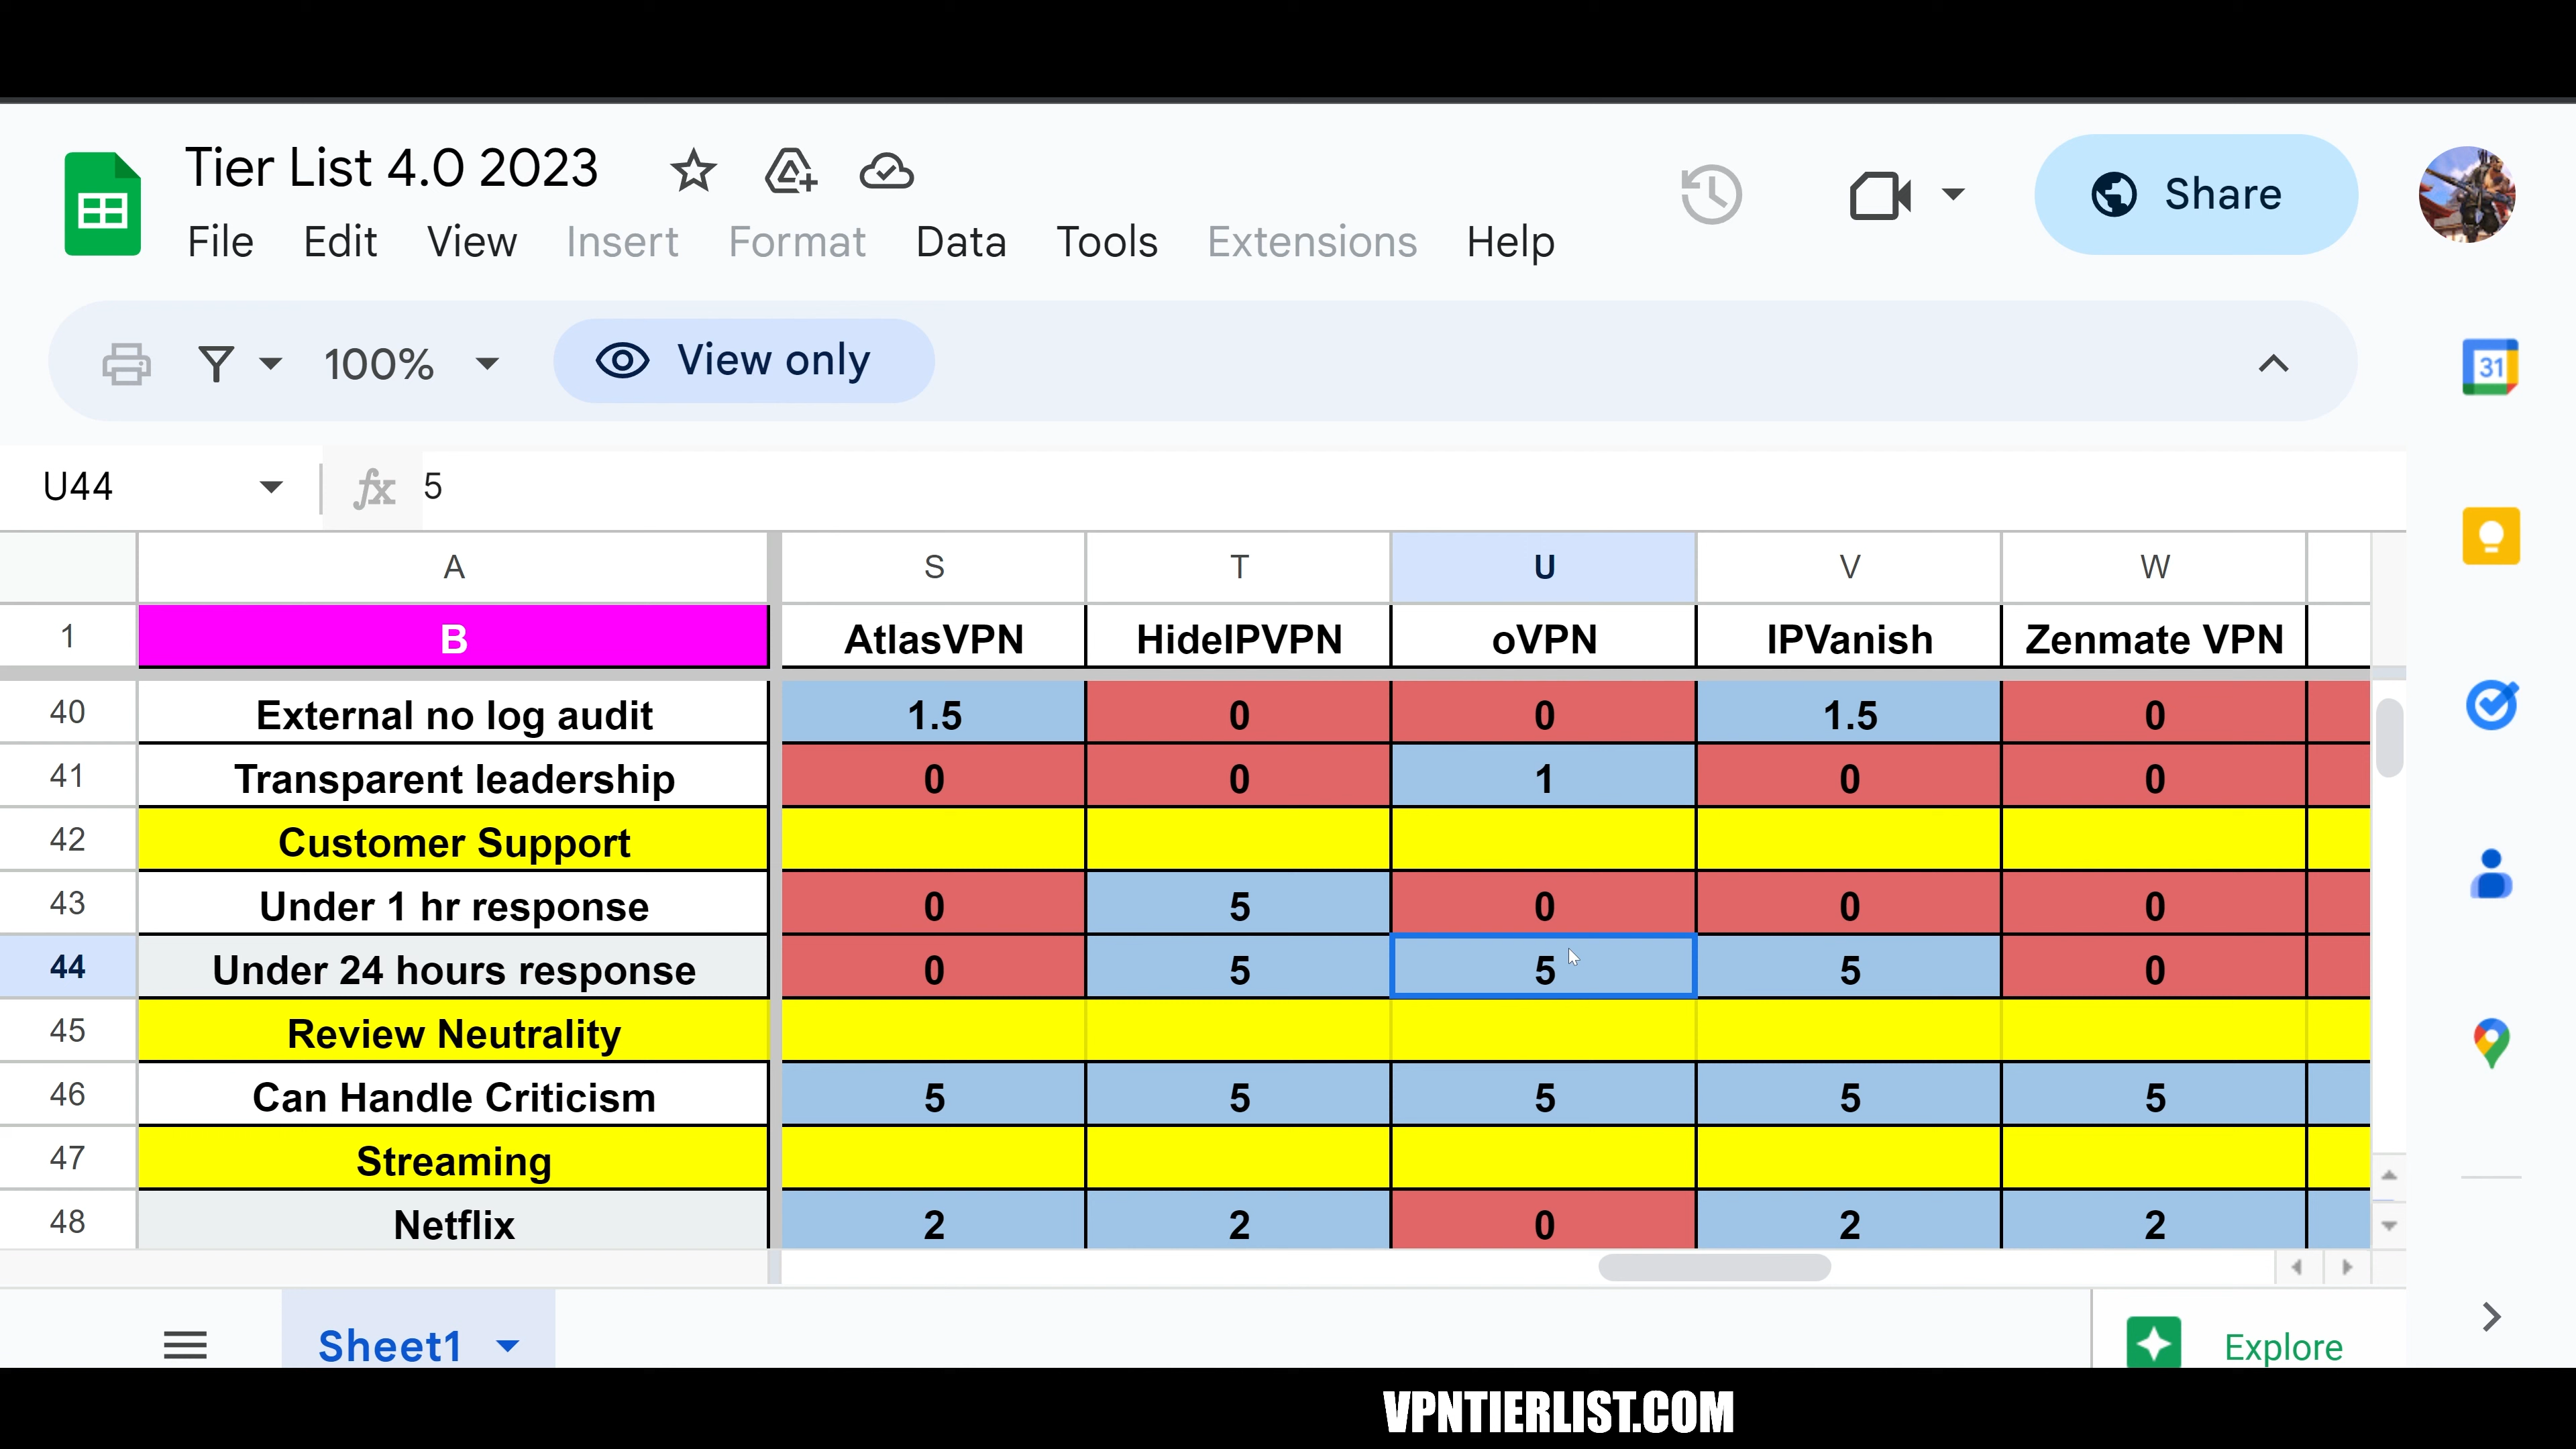 Tier List 4.0 2023
File Edit View Insert Format Data Tools Extensions Help
Share
100% View only
31
U44 fx 5
A S T U V W
1 B AtlasVPN HideIPVPN oVPN IPVanish Zenmate VPN
40 External no log audit 1.5 0 0 1.5 0
41 Transparent leadership 0 0 1 0 0
42 Customer Support
43 Under 1 hr response 0 5 0 0 0
44 Under 24 hours response 0 5 5 5 0
45 Review Neutrality
46 Can Handle Criticism 5 5 5 5 5
47 Streaming
48 Netflix 2 2 0 2 2
Sheet1 Explore
VPNTIERLIST.COM